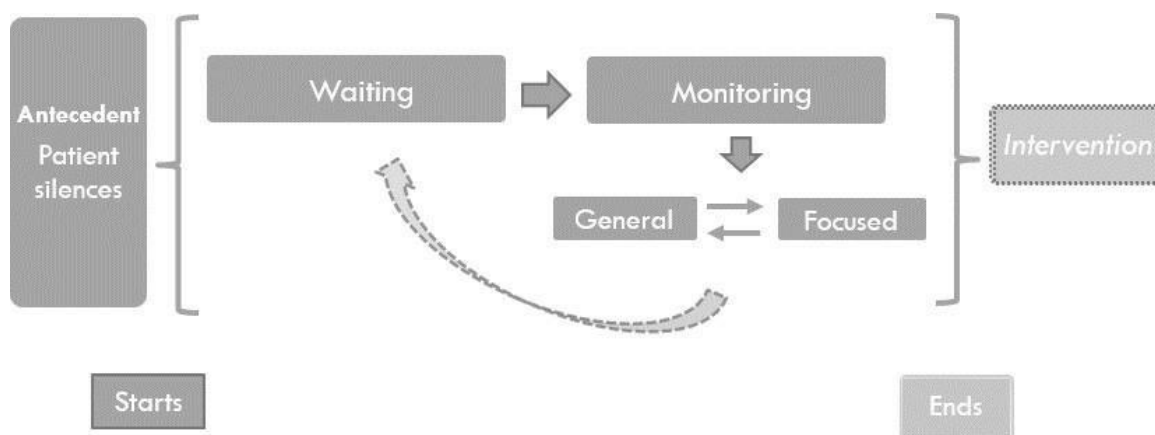 Antecedent
Patient
silences
Waiting
Monitoring
General
Focused
Intervention
Starts
Ends